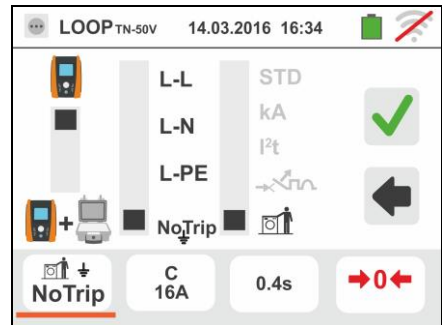 LOOP TN-50V 14.03.2016 16:34
L-L STD
L-N kA
I²t
L-PE
NoTrip
NoTrip
C
16A
0.4s
0